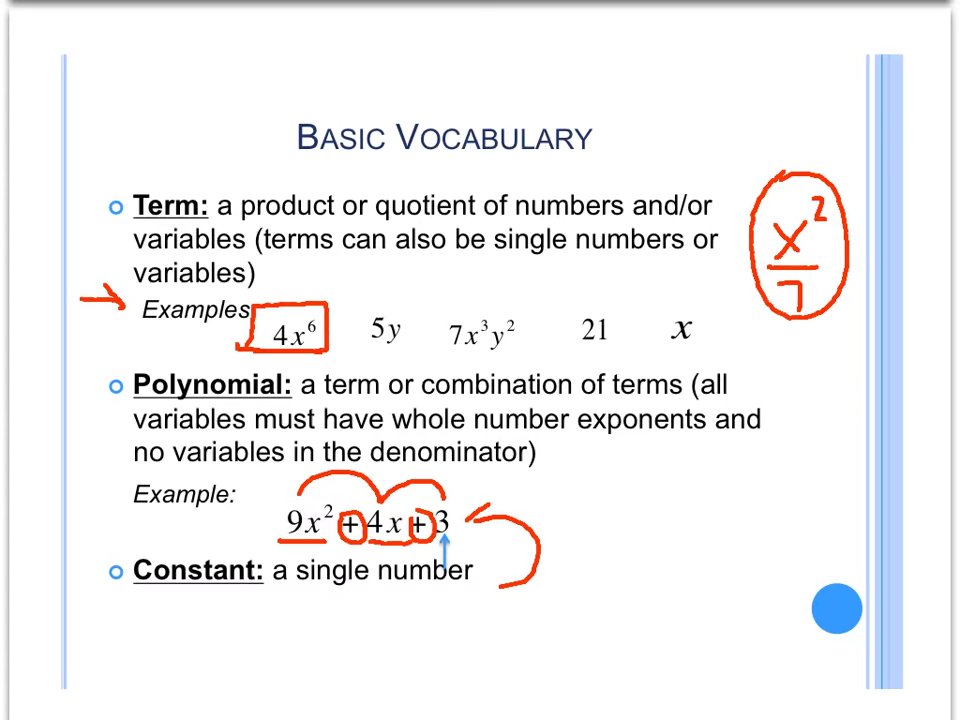 BASIC VOCABULARY
Term: a product or quotient of numbers and/or
variables (terms can also be single numbers or
variables)
x²/7
Examples
4x⁶ 5y 7x³y² 21 x
Polynomial: a term or combination of terms (all
variables must have whole number exponents and
no variables in the denominator)
Example:
9x² + 4x + 3
Constant: a single number